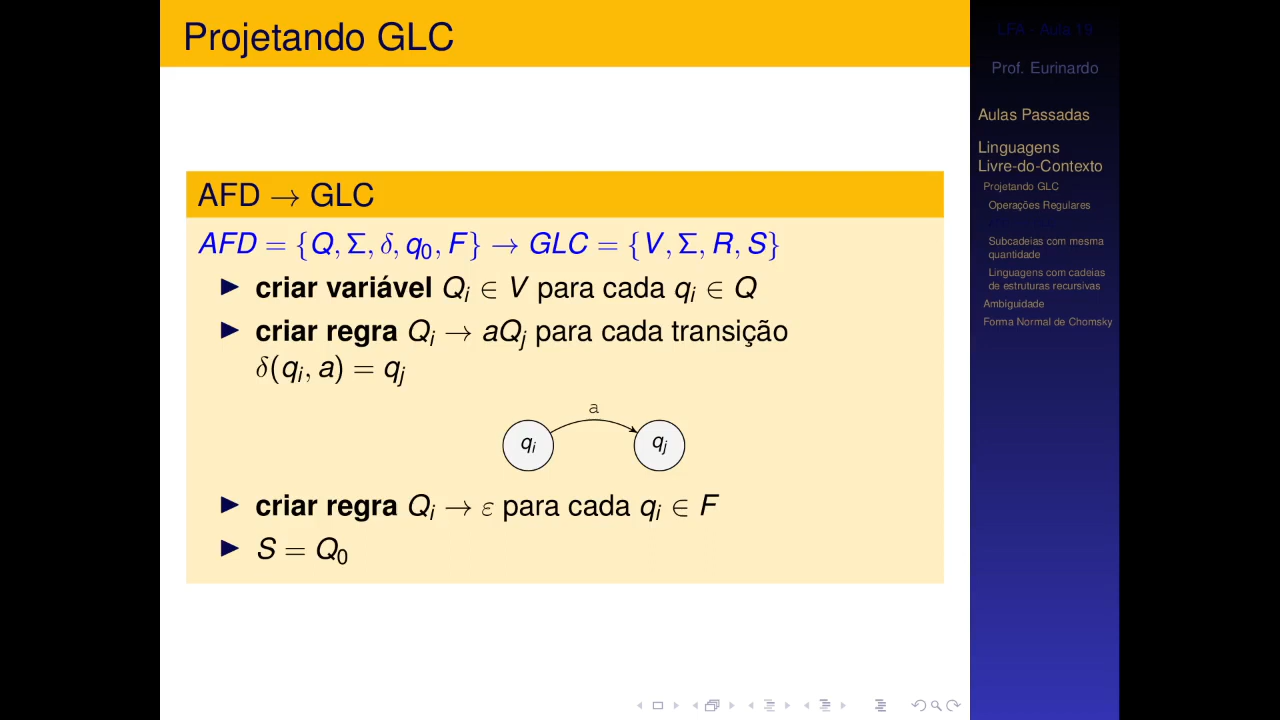 Projetando GLC
AFD → GLC
AFD = {Q, Σ, δ, q₀, F} → GLC = {V, Σ, R, S}
criar variável Qᵢ ∈ V para cada qᵢ ∈ Q
criar regra Qᵢ → aQⱼ para cada transição
δ(qᵢ, a) = qⱼ
a
qᵢ qⱼ
criar regra Qᵢ → ε para cada qᵢ ∈ F
S = Q₀
LFA - Aula 19
Prof. Eurinardo
Aulas Passadas
Linguagens
Livre-do-Contexto
Projetando GLC
Operações Regulares
Subcadeias com mesma
quantidade
Linguagens com cadeias
de estruturas recursivas
Ambiguidade
Forma Normal de Chomsky